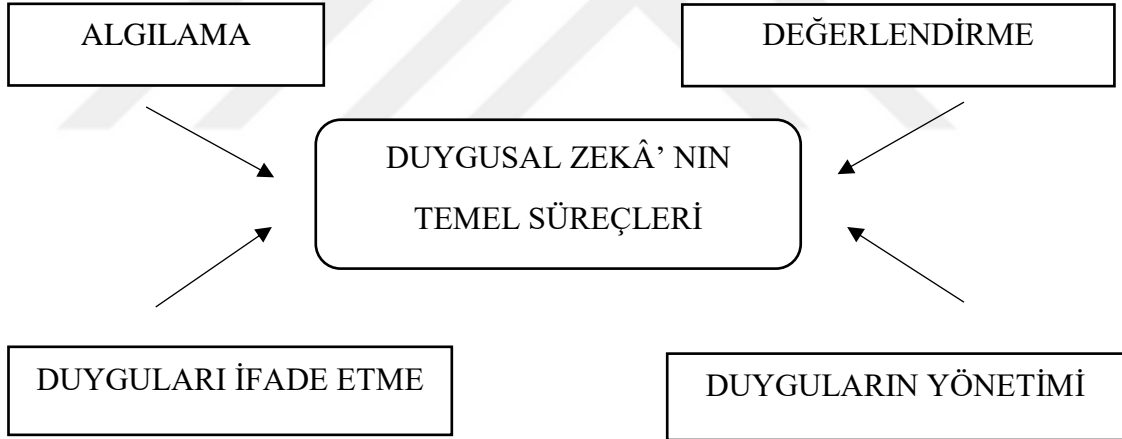 ALGILAMA
DEĞERLENDİRME
DUYGUSAL ZEKÂ’ NIN
TEMEL SÜREÇLERİ
DUYGULARI İFADE ETME
DUYGULARIN YÖNETİMİ